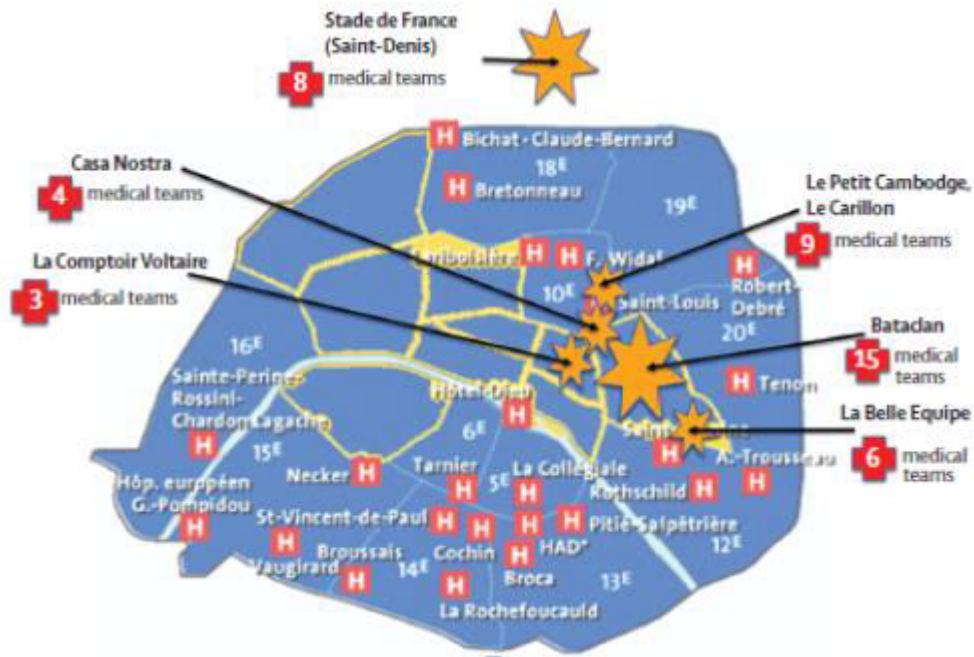 Stade de France
(Saint-Denis)
8 medical teams
Bichat-Claude-Bernard
18E
Bretonneau
Casa Nostra
4 medical teams
19E
Le Petit Cambodge,
Le Carillon
9 medical teams
La Comptoir Voltaire
3 medical teams
F. Widal
10E
Saint-Louis
Robert-
Debré
20E
Bataclan
15 medical
teams
16E
Sainte-Perine-
Rossini-
Chardon Lagache
Hôtel-Dieu
Tenon
La Belle Equipe
6 medical
teams
6E
15E
Necker
Tarnier
5E
La Collégiale
A.-Trousseau
Rothschild
Hôp. européen
G.-Pompidou
St-Vincent-de-Paul
Cochin
HAD*
Pitié-Salpêtrière
12E
Vaugirard
Broussais
14E
Broca
13E
La Rochefoucauld